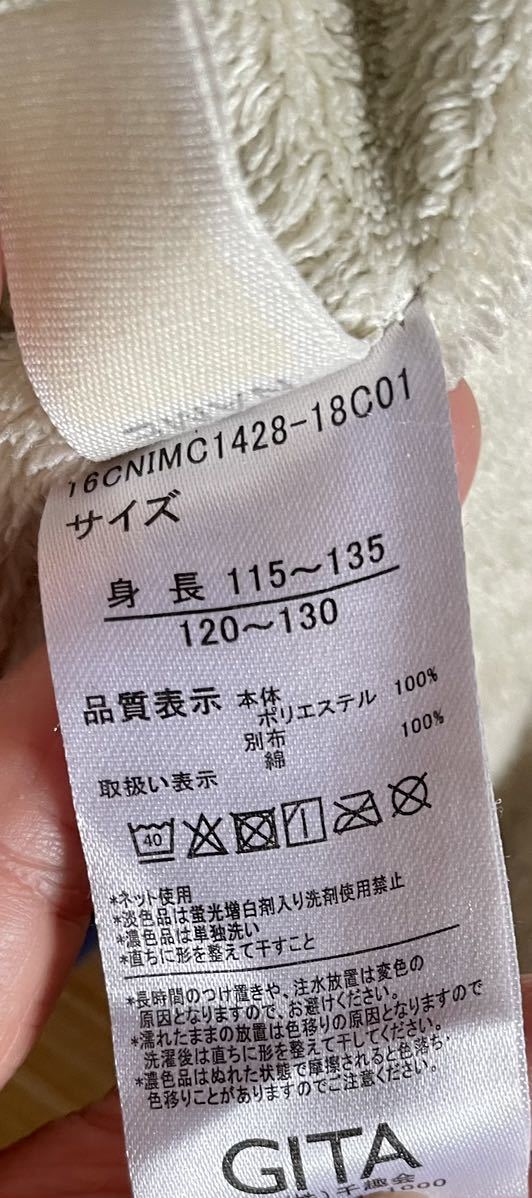 16CNIMC1428-18C01
サイズ
身 長 115〜135
120〜130
品質表示 本体
ポリエステル 100%
別布
綿 100%
取扱い表示
40
*ネット使用
*淡色品は蛍光増白剤入り洗剤使用禁止
*濃色品は単独洗い
*直ちに形を整えて干すこと
*長時間のつけ置きや、注水放置は変色の
原因となりますので、お避けください。
*濡れたままの放置は色移りの原因となりますので
洗濯後は直ちに形を整えて干してください。
*濃色品はぬれた状態で摩擦されると色落ち・
色移りことがありますのでご注意ください。
GITA